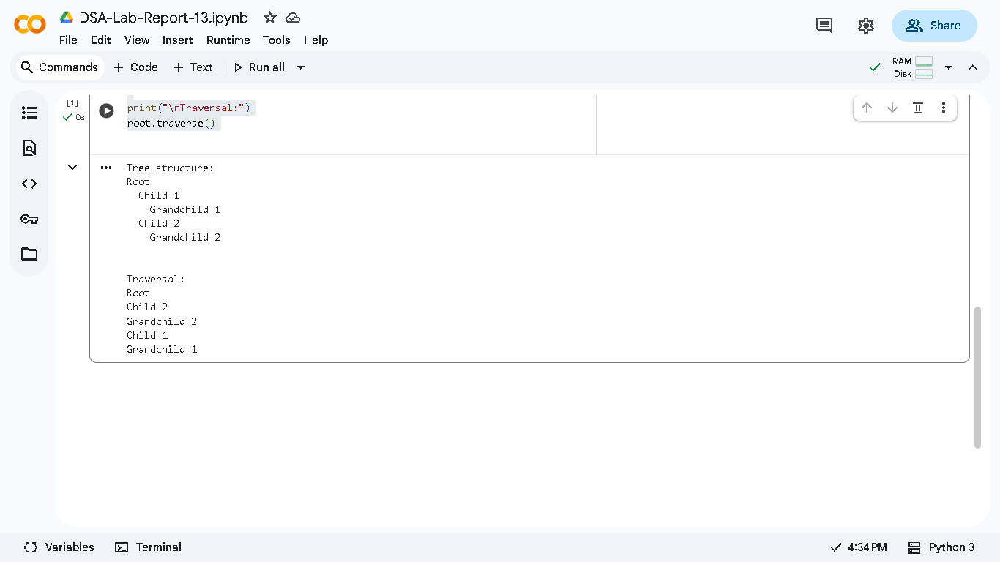 DSA-Lab-Report-13.ipynb
File Edit View Insert Runtime Tools Help
Share
Commands + Code + Text Run all
RAM
Disk
[1]
0s
print("\nTraversal:")
root.traverse()
Tree structure:
Root
  Child 1
    Grandchild 1
  Child 2
    Grandchild 2
Traversal:
Root
Child 2
Grandchild 2
Child 1
Grandchild 1
Variables Terminal 4:34 PM Python 3